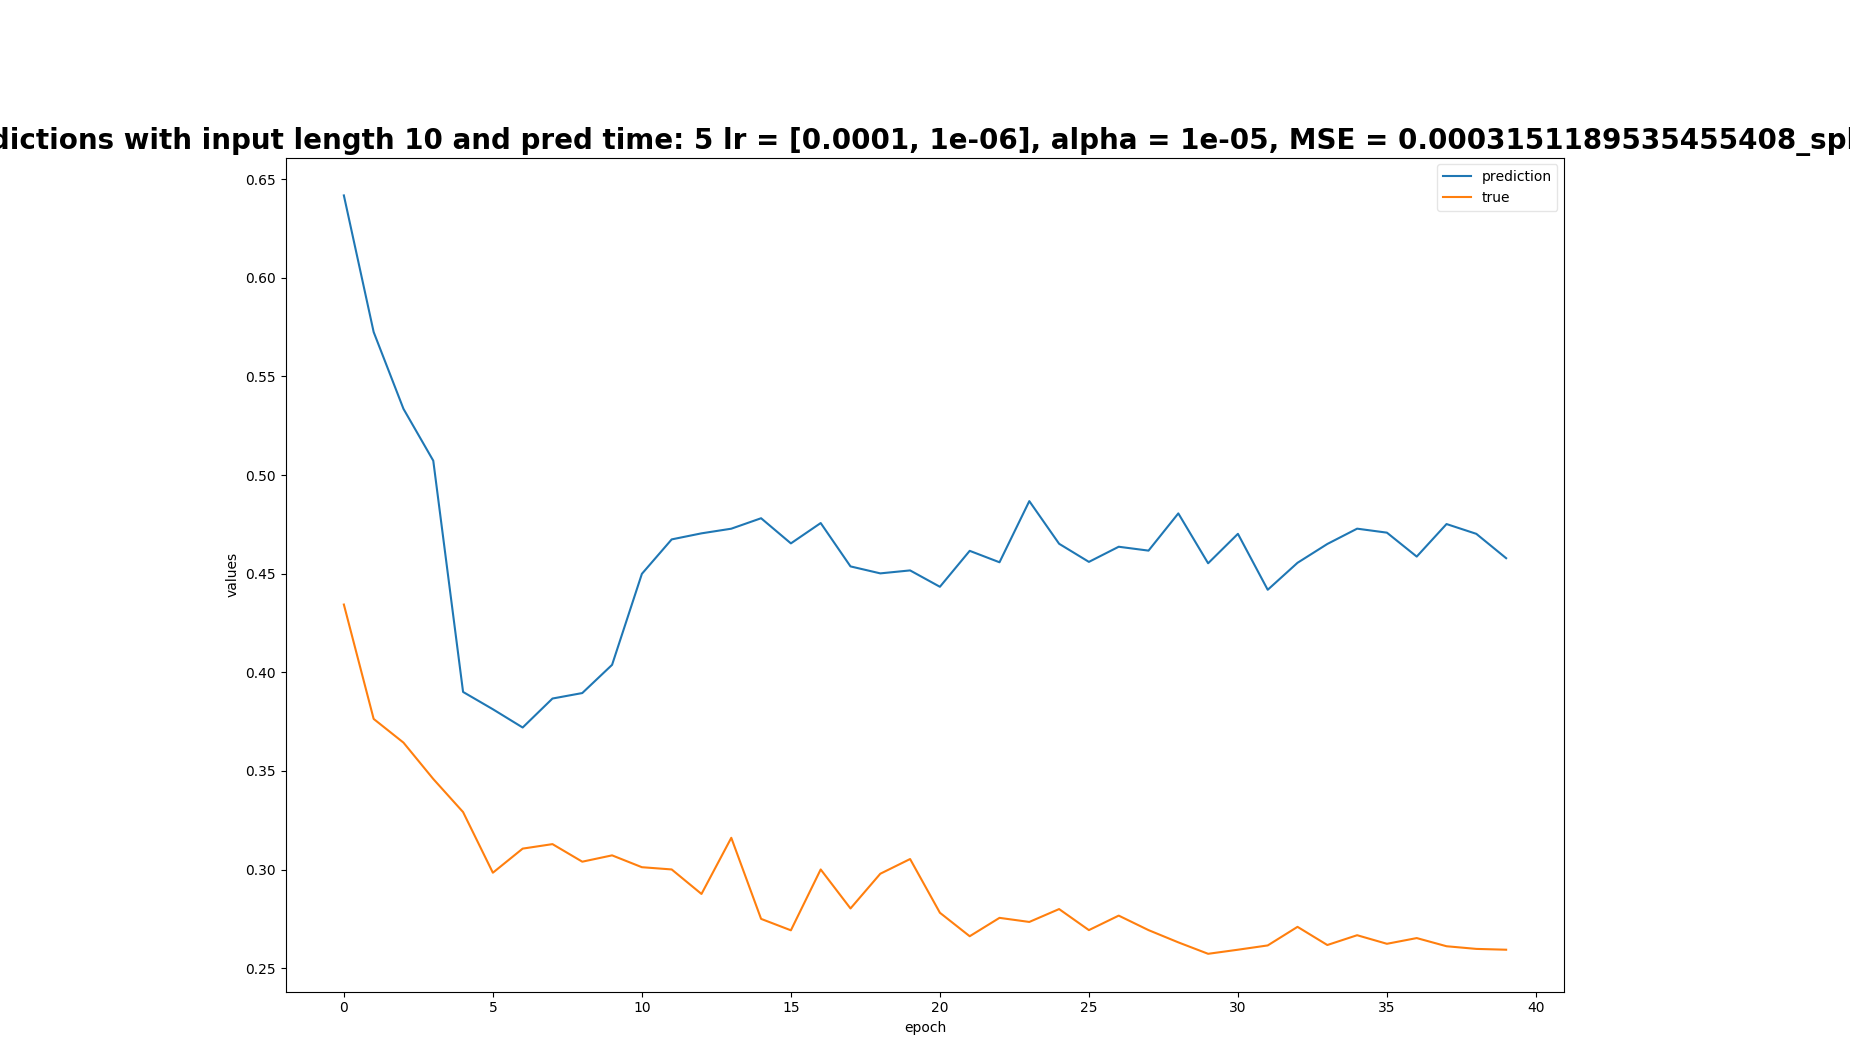 dictions with input length 10 and pred time: 5 lr = [0.0001, 1e-06], alpha = 1e-05, MSE = 0.0003151189535455408_spl
prediction
true
0.65
0.60
0.55
0.50
0.45
0.40
0.35
0.30
0.25
values
0 5 10 15 20 25 30 35 40
epoch